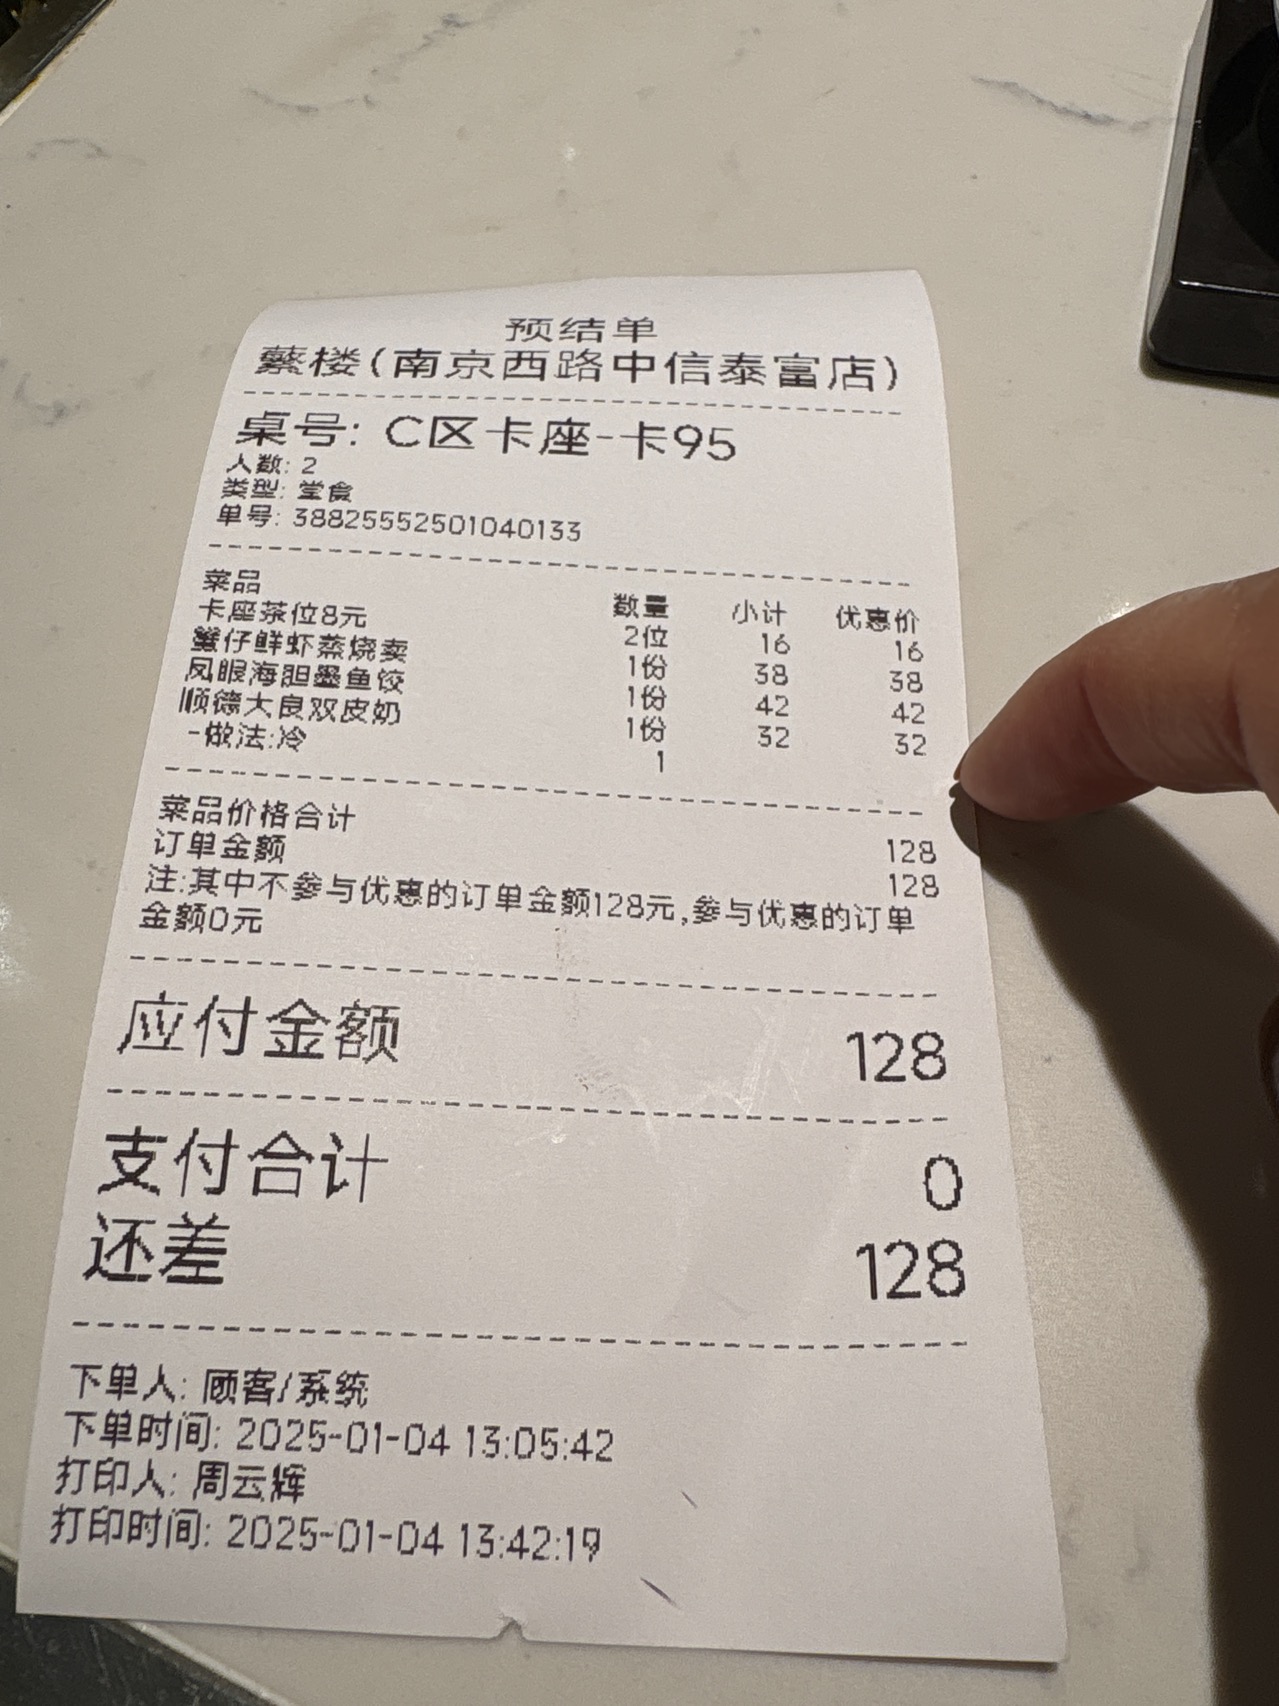 预结单
蘩楼(南京西路中信泰富店)
桌号: C区卡座-卡95
人数: 2
类型: 堂食
单号: 38825552501040133
菜品 数量 小计 优惠价
卡座茶位8元 2位 16 16
蟹仔鲜虾蒸烧卖 1份 38 38
凤眼海胆墨鱼饺 1份 42 42
顺德大良双皮奶 1份 32 32
-做法:冷 1
菜品价格合计 128
订单金额 128
注:其中不参与优惠的订单金额128元,参与优惠的订单
金额0元
应付金额 128
支付合计 0
还差 128
下单人: 顾客/系统
下单时间: 2025-01-04 13:05:42
打印人: 周云辉
打印时间: 2025-01-04 13:42:19